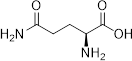 O O
H₂N OH
NH₂